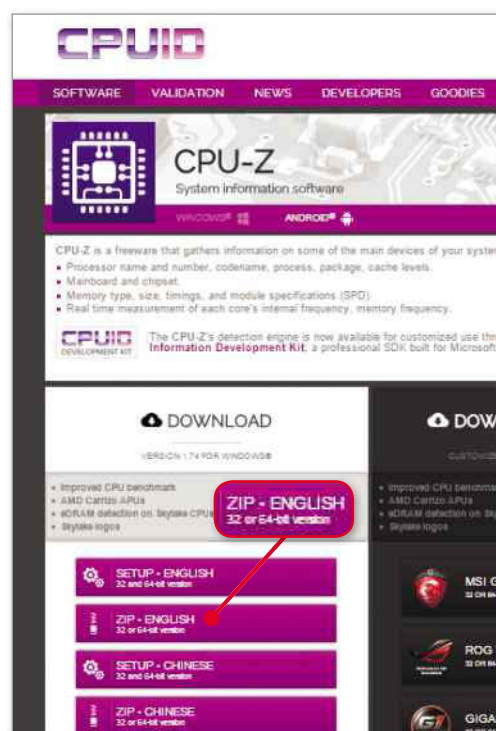 CPUID
SOFTWARE VALIDATION NEWS DEVELOPERS GOODIES
CPU-Z
System information software
WINDOWS® ANDROID®
CPU-Z is a freeware that gathers information on some of the main devices of your system
Processor name and number, codename, process, package, cache levels.
Mainboard and chipset.
Memory type, size, timings, and module specifications (SPD).
Real time measurement of each core's internal frequency, memory frequency.
CPUID
DEVELOPMENT KIT
The CPU-Z's detection engine is now available for customized use
Information Development Kit, a professional SDK built for Microsoft
DOWNLOAD
VERSION 1.74 FOR WINDOWS®
Improved CPU benchmark
AMD Carrizo APUs
eDRAM detection on Skylake CPUs
Skylake logos
ZIP - ENGLISH
32 or 64-bit version
SETUP - ENGLISH
32 and 64-bit version
ZIP - ENGLISH
32 or 64-bit version
SETUP - CHINESE
32 and 64-bit version
ZIP - CHINESE
32 or 64-bit version
DOW
Improved CPU
AMD Carrizo APUs
eDRAM detection on
Skylake logos
MSI
ROG
GIGA